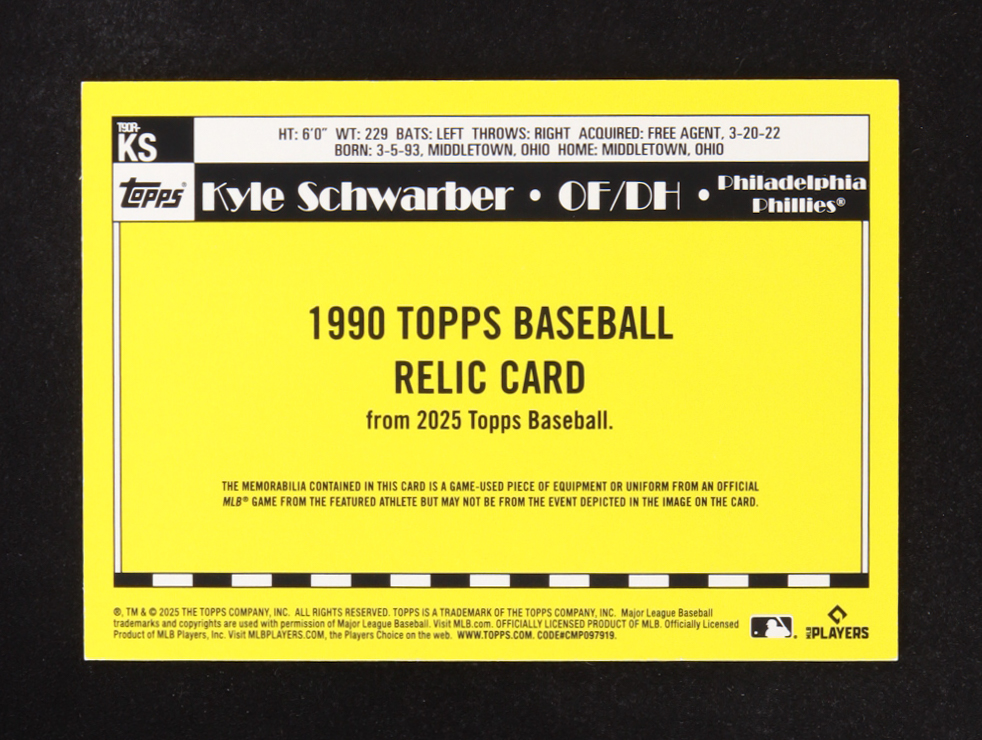 T90R-
KS
HT: 6'0" WT: 229 BATS: LEFT THROWS: RIGHT ACQUIRED: FREE AGENT, 3-20-22
BORN: 3-5-93, MIDDLETOWN, OHIO HOME: MIDDLETOWN, OHIO
topps® Kyle Schwarber • OF/DH • Philadelphia
Phillies®
1990 TOPPS BASEBALL
RELIC CARD
from 2025 Topps Baseball.
THE MEMORABILIA CONTAINED IN THIS CARD IS A GAME-USED PIECE OF EQUIPMENT OR UNIFORM FROM AN OFFICIAL
MLB® GAME FROM THE FEATURED ATHLETE BUT MAY NOT BE FROM THE EVENT DEPICTED IN THE IMAGE ON THE CARD.
®, TM & © 2025 THE TOPPS COMPANY, INC. ALL RIGHTS RESERVED. TOPPS IS A TRADEMARK OF THE TOPPS COMPANY, INC. Major League Baseball
trademarks and copyrights are used with permission of Major League Baseball. Visit MLB.com. OFFICIALLY LICENSED PRODUCT OF MLB. Officially Licensed
Product of MLB Players, Inc. Visit MLBPLAYERS.COM, the Players Choice on the web. WWW.TOPPS.COM. CODE#CMP097919.
MLB PLAYERS